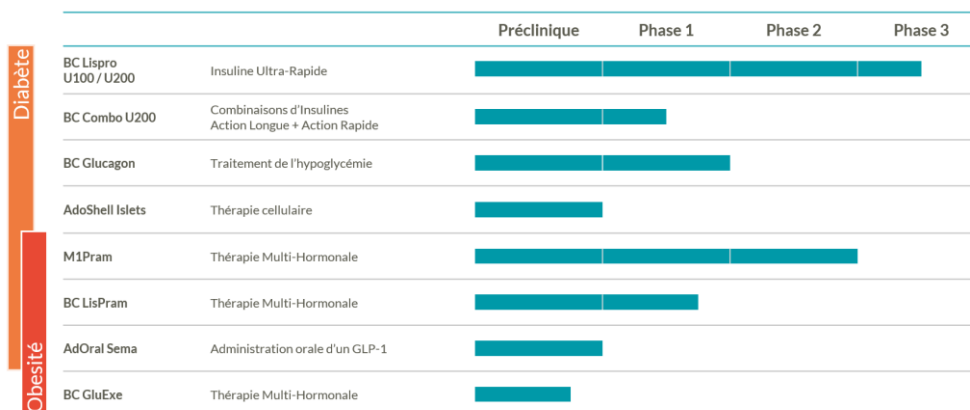 Préclinique Phase 1 Phase 2 Phase 3
Diabète
BC Lispro
U100 / U200
Insuline Ultra-Rapide
BC Combo U200
Combinaisons d'Insulines
Action Longue + Action Rapide
BC Glucagon
Traitement de l'hypoglycémie
AdoShell Islets
Thérapie cellulaire
M1Pram
Thérapie Multi-Hormonale
BC LisPram
Thérapie Multi-Hormonale
Obesité
AdOral Sema
Administration orale d'un GLP-1
BC GluExe
Thérapie Multi-Hormonale